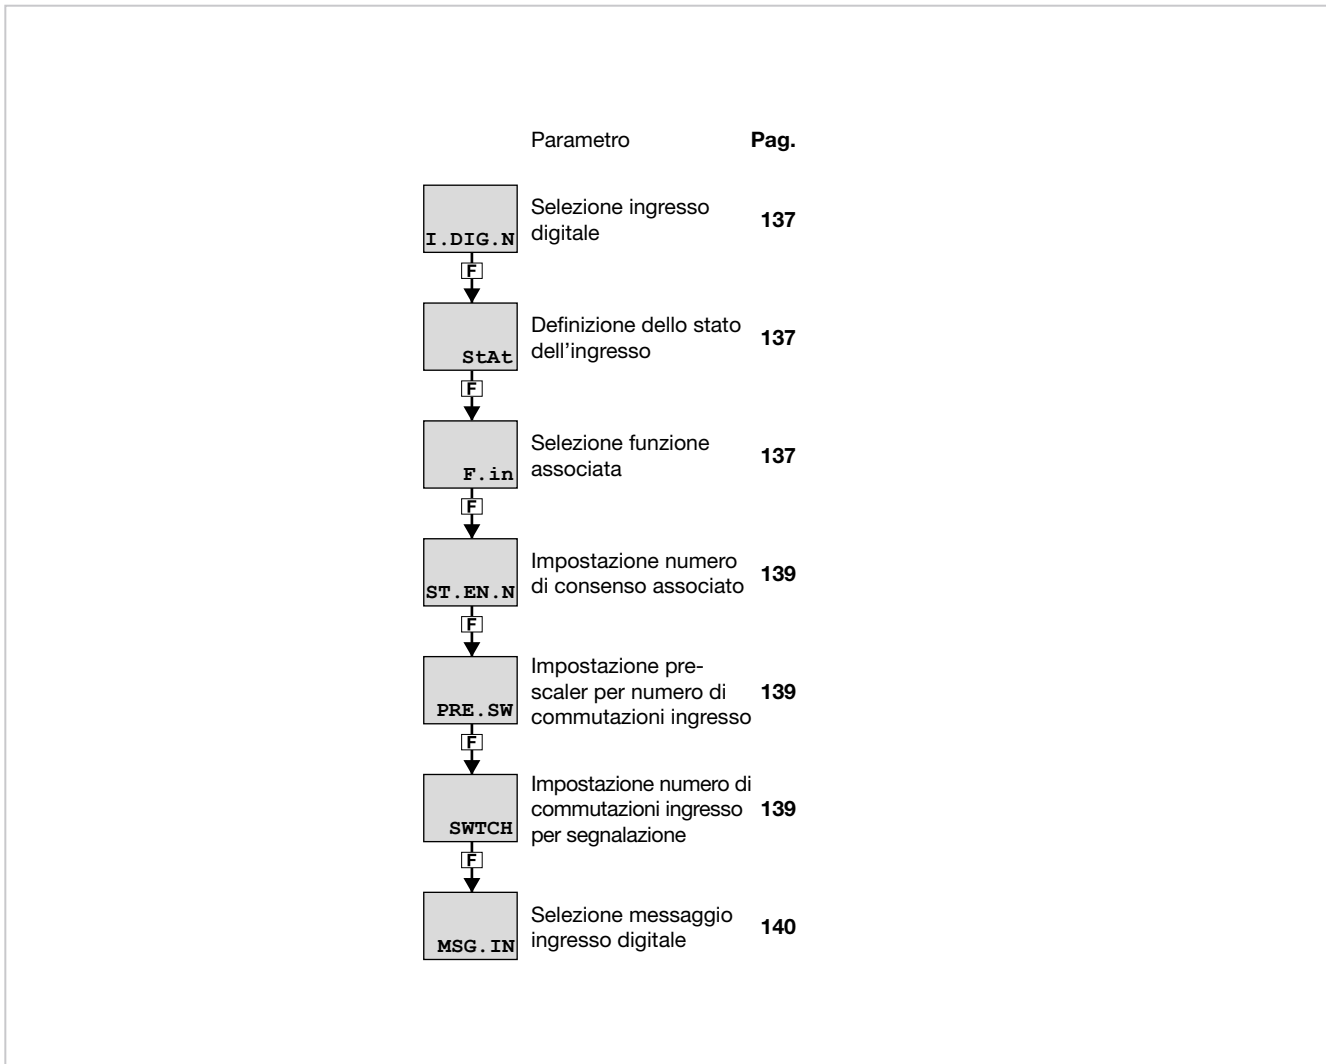 Parametro Pag.
I.DIG.N
Selezione ingresso
digitale
137
F
StAt
Definizione dello stato
dell'ingresso
137
F
F.in
Selezione funzione
associata
137
F
ST.EN.N
Impostazione numero
di consenso associato
139
F
PRE.SW
Impostazione pre-
scaler per numero di
commutazioni ingresso
139
F
SWTCH
Impostazione numero di
commutazioni ingresso
per segnalazione
139
F
MSG.IN
Selezione messaggio
ingresso digitale
140